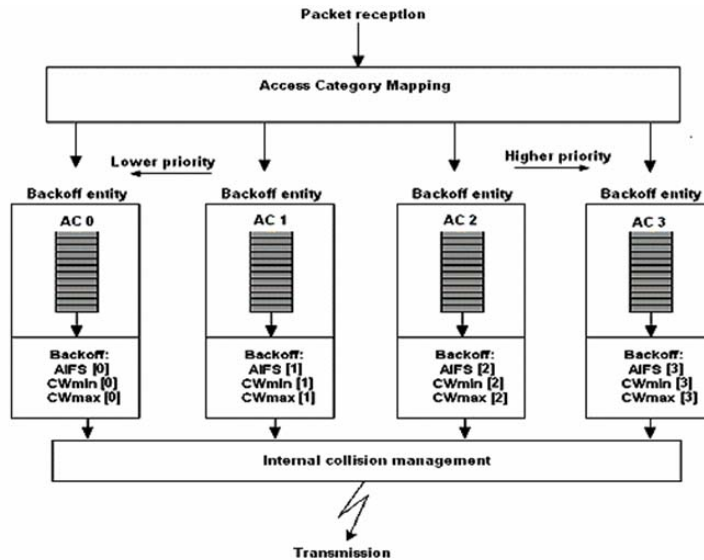 Packet reception
Access Category Mapping
Lower priority
Higher priority
Backoff entity
Backoff entity
Backoff entity
Backoff entity
AC 0
AC 1
AC 2
AC 3
Backoff:
AIFS [0]
CWmin [0]
CWmax [0]
Backoff:
AIFS [1]
CWmin [1]
CWmax [1]
Backoff:
AIFS [2]
CWmin [2]
CWmax [2]
Backoff:
AIFS [3]
CWmin [3]
CWmax [3]
Internal collision management
Transmission